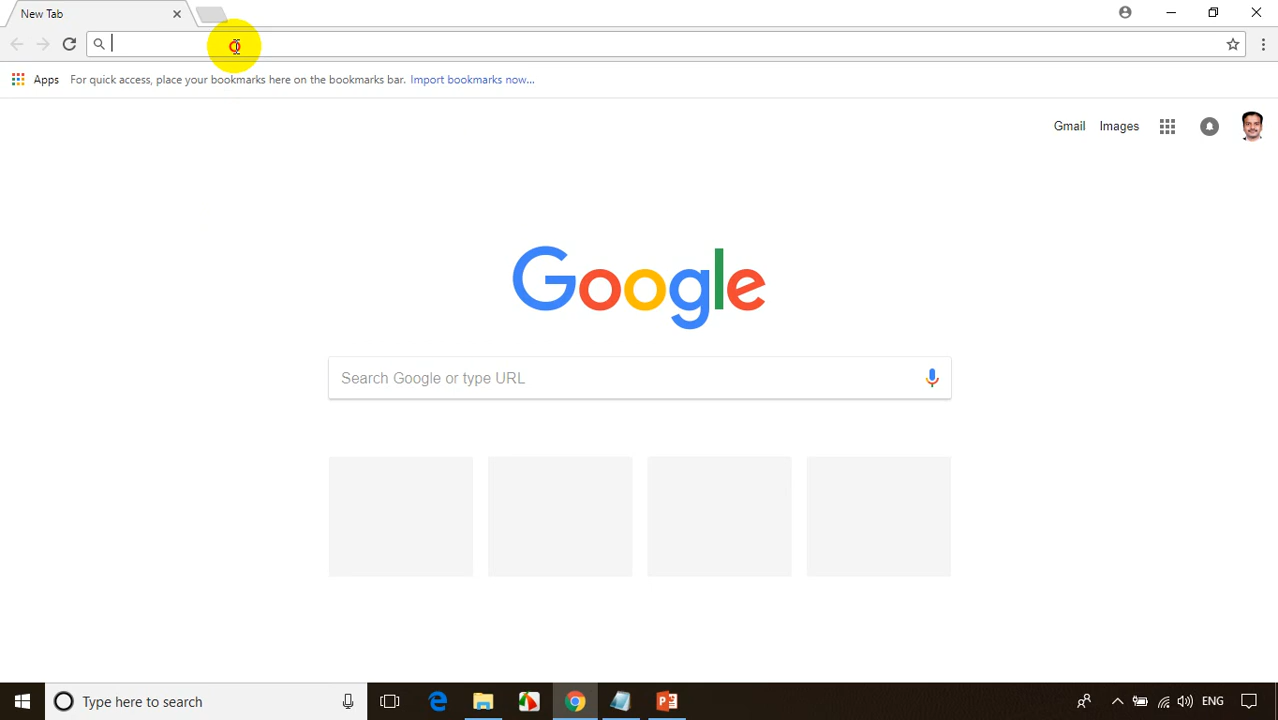 New Tab
Apps For quick access, place your bookmarks here on the bookmarks bar. Import bookmarks now...
Gmail Images
Google
Search Google or type URL
Type here to search
ENG